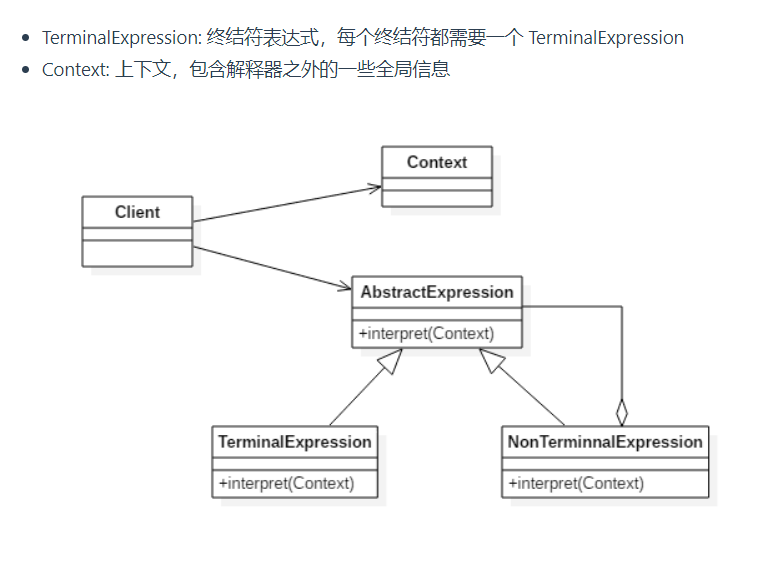 TerminalExpression: 终结符表达式，每个终结符都需要一个 TerminalExpression
Context: 上下文，包含解释器之外的一些全局信息
Context
Client
AbstractExpression
+interpret(Context)
TerminalExpression
+interpret(Context)
NonTerminnalExpression
+interpret(Context)